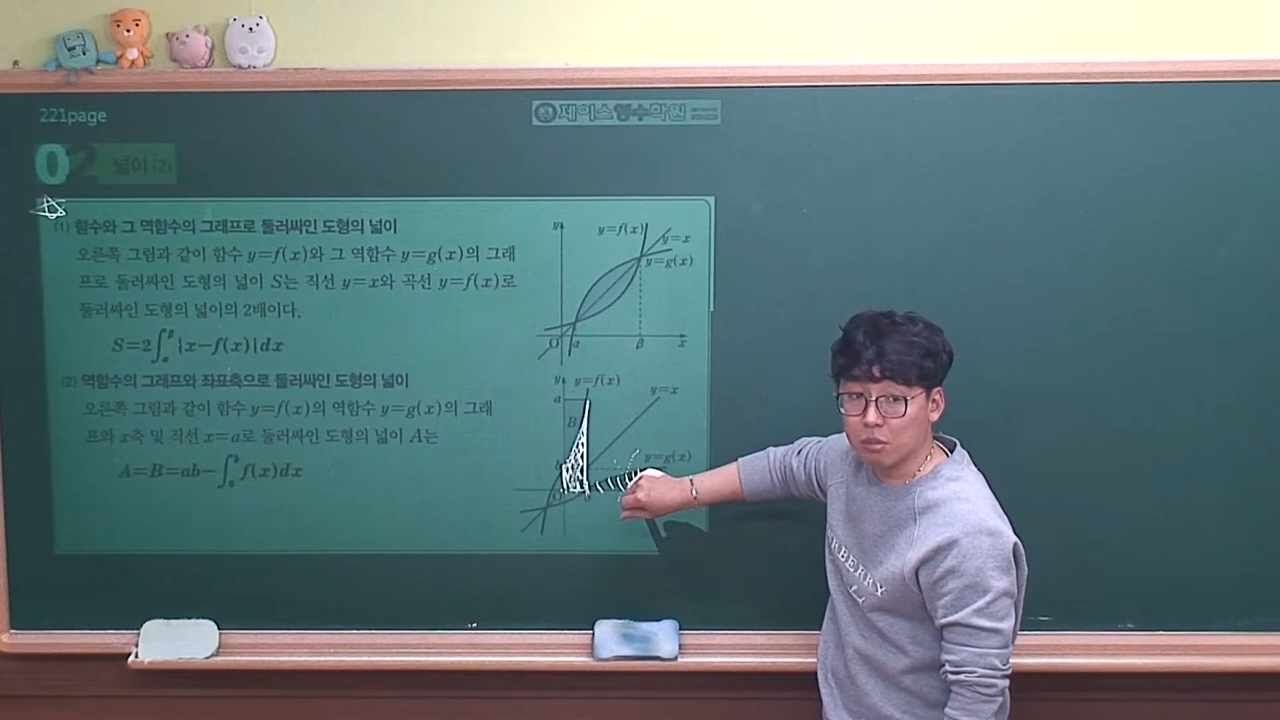 221page
제이스영수학원
02 넓이 (2)
(1) 함수와 그 역함수의 그래프로 둘러싸인 도형의 넓이
오른쪽 그림과 같이 함수 y=f(x)와 그 역함수 y=g(x)의 그래
프로 둘러싸인 도형의 넓이 S는 직선 y=x와 곡선 y=f(x)로
둘러싸인 도형의 넓이의 2배이다.
S=2∫_α^β |x-f(x)|dx
y
y=f(x)
y=x
y=g(x)
O
α
β
x
(2) 역함수의 그래프와 좌표축으로 둘러싸인 도형의 넓이
오른쪽 그림과 같이 함수 y=f(x)의 역함수 y=g(x)의 그래
프와 x축 및 직선 x=a로 둘러싸인 도형의 넓이 A는
A=B=ab-∫_0^b f(x)dx
y
y=f(x)
a
y=x
B
b
y=g(x)
O
BURBERRY